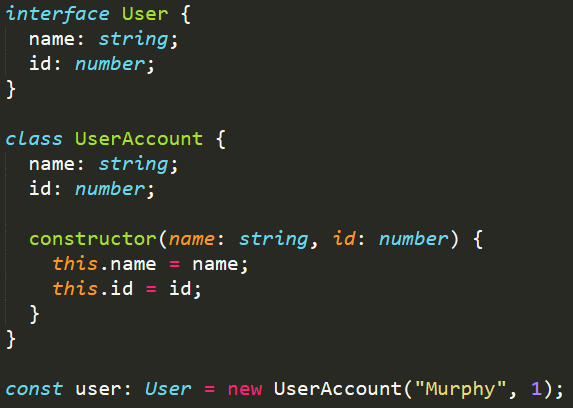 interface User {
  name: string;
  id: number;
}

class UserAccount {
  name: string;
  id: number;

  constructor(name: string, id: number) {
    this.name = name;
    this.id = id;
  }
}

const user: User = new UserAccount("Murphy", 1);